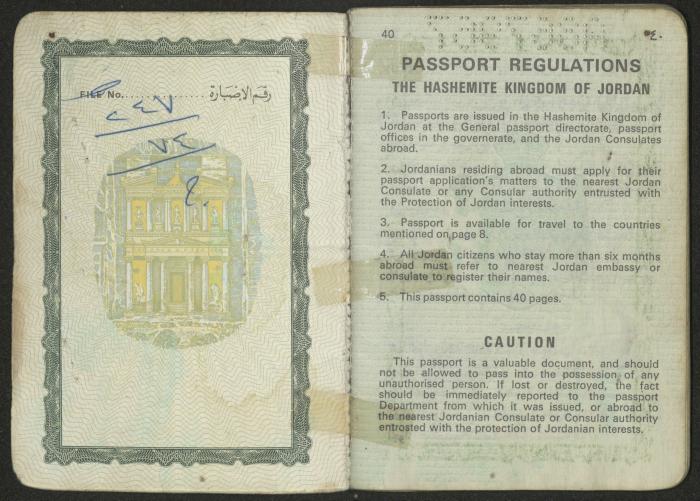 FILE No. .................. رقم الإضبارة
٢٤٧
٧٤
40
٤٠
PASSPORT REGULATIONS
THE HASHEMITE KINGDOM OF JORDAN
1. Passports are issued in the Hashemite Kingdom of
Jordan at the General passport directorate, passport
offices in the governerate, and the Jordan Consulates
abroad.
2. Jordanians residing abroad must apply for their
passport application's matters to the nearest Jordan
Consulate or any Consular authority entrusted with
the Protection of Jordan interests.
3. Passport is available for travel to the countries
mentioned on page 8.
4. All Jordan citizens who stay more than six months
abroad must refer to nearest Jordan embassy or
consulate to register their names.
5. This passport contains 40 pages.
CAUTION
This passport is a valuable document, and should
not be allowed to pass into the possession of any
unauthorised person. If lost or destroyed, the fact
should be immediately reported to the passport
Department from which it was issued, or abroad to
the nearest Jordanian Consulate or Consular authority
entrosted with the protection of Jordanian interests.